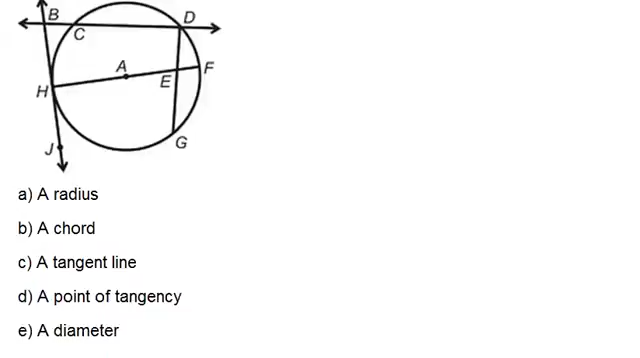 B
D
C
A
F
E
H
G
J
a) A radius
b) A chord
c) A tangent line
d) A point of tangency
e) A diameter